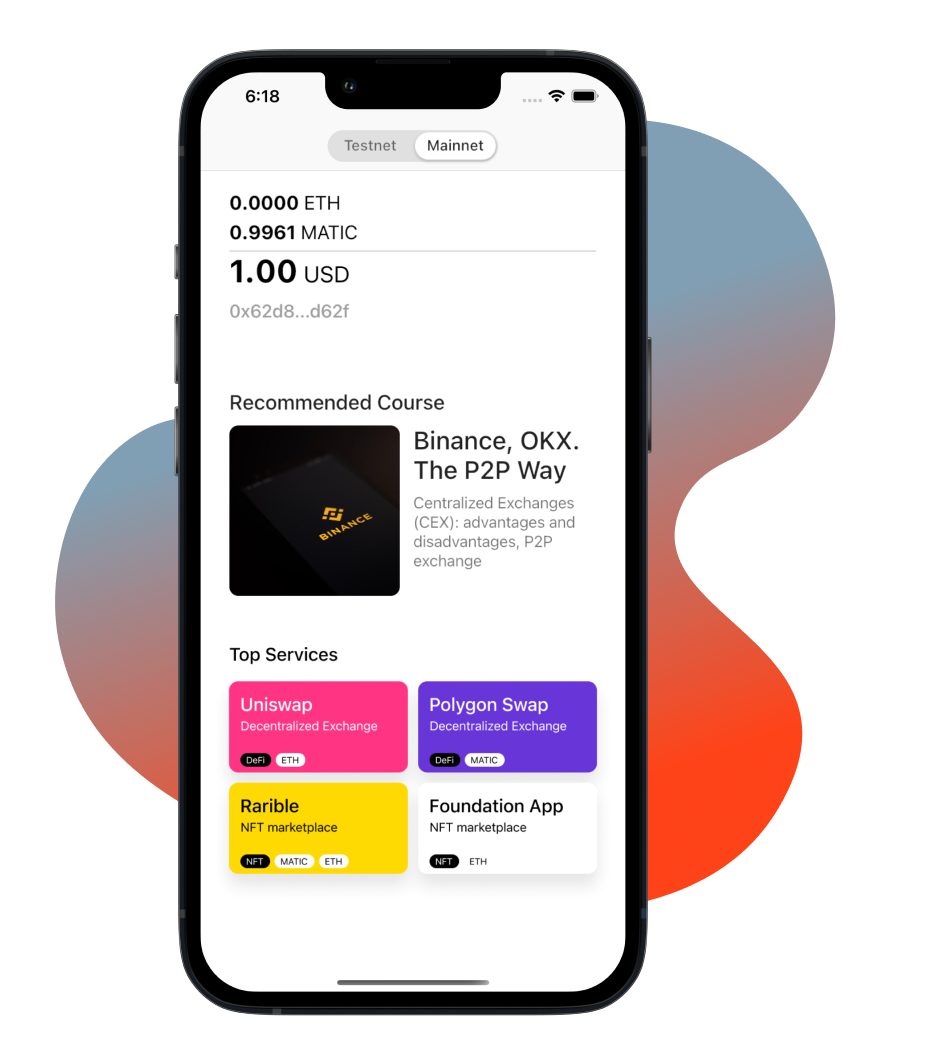 6:18
Testnet Mainnet
0.0000 ETH
0.9961 MATIC
1.00 USD
0x62d8...d62f
Recommended Course
BINANCE
Binance, OKX.
The P2P Way
Centralized Exchanges
(CEX): advantages and
disadvantages, P2P
exchange
Top Services
Uniswap
Decentralized Exchange
DeFi ETH
Polygon Swap
Decentralized Exchange
DeFi MATIC
Rarible
NFT marketplace
NFT MATIC ETH
Foundation App
NFT marketplace
NFT ETH